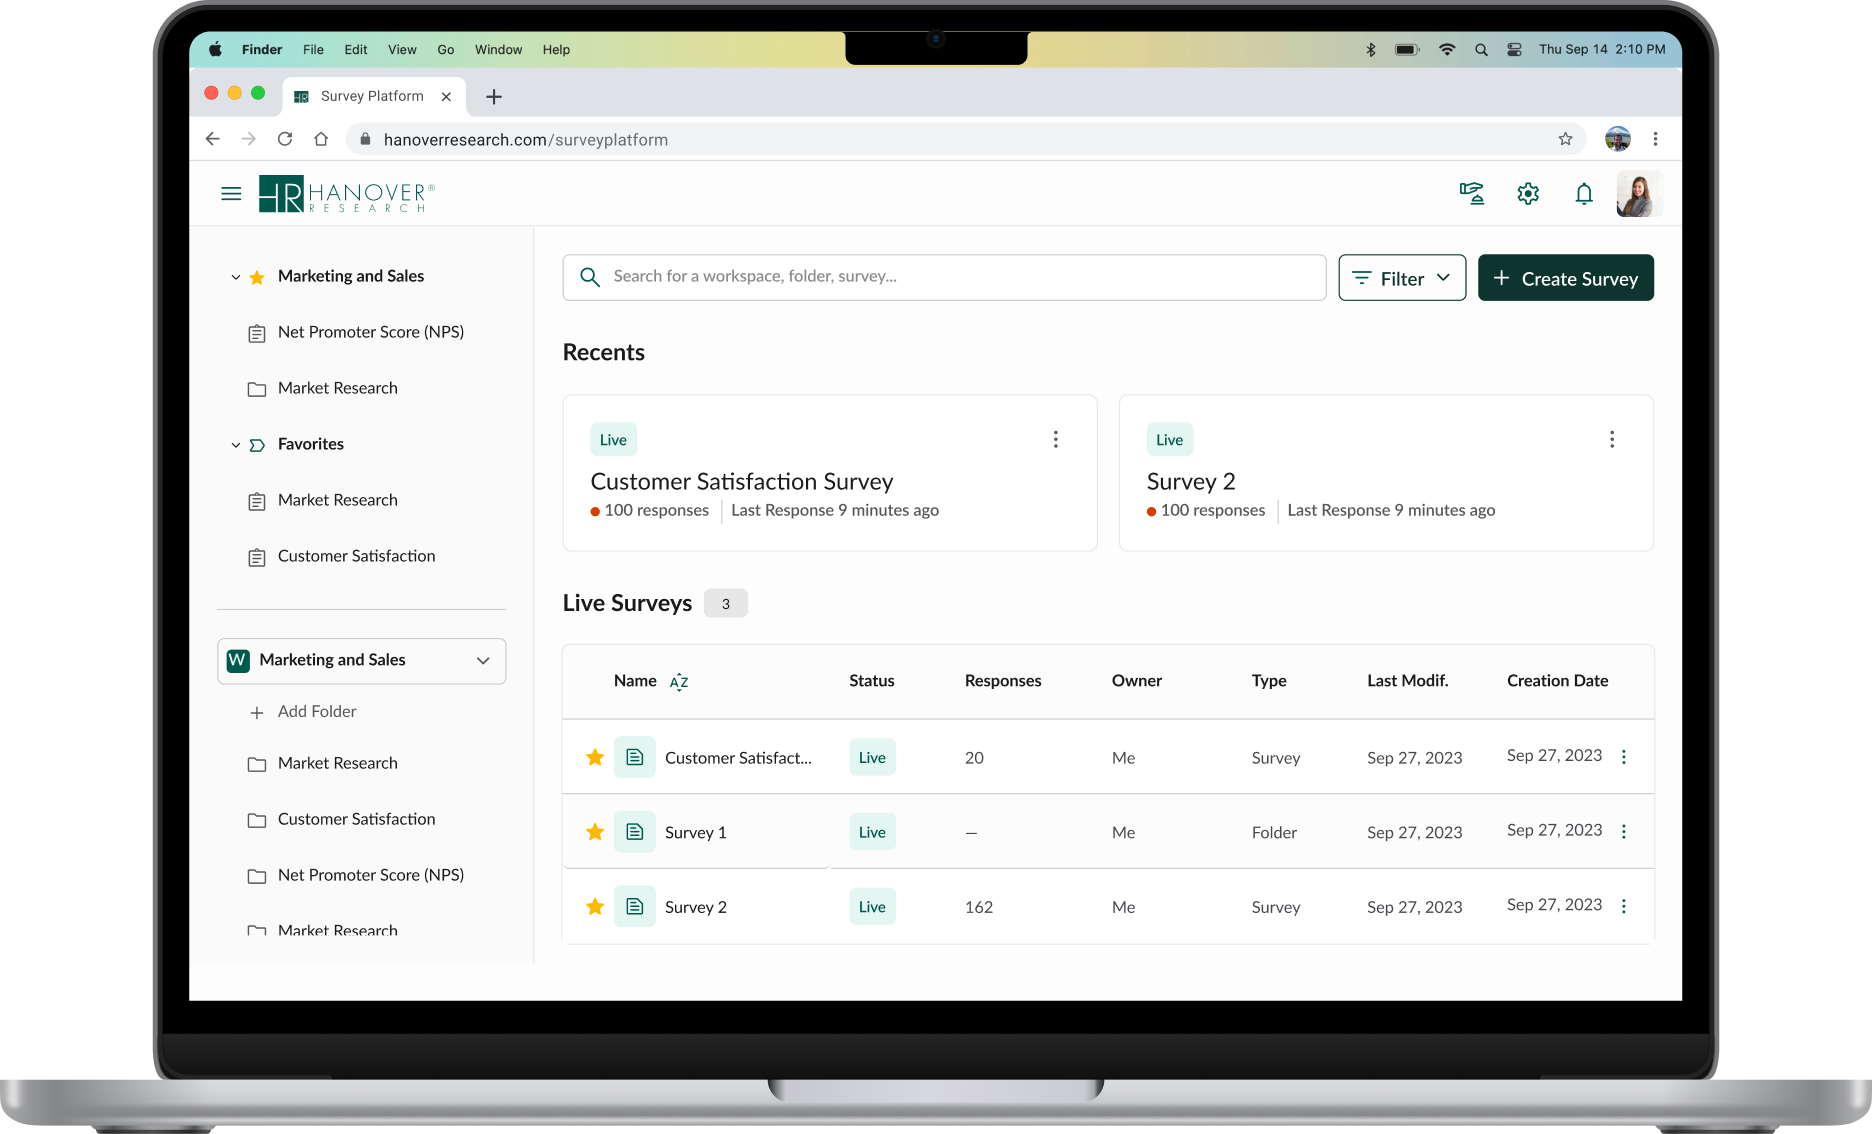 Finder File Edit View Go Window Help Thu Sep 14 2:10 PM
HR Survey Platform
hanoverresearch.com/surveyplatform
HR HANOVER®
RESEARCH
Marketing and Sales
Net Promoter Score (NPS)
Market Research
Favorites
Market Research
Customer Satisfaction
W Marketing and Sales
Add Folder
Market Research
Customer Satisfaction
Net Promoter Score (NPS)
Market Research
Search for a workspace, folder, survey...
Filter
+ Create Survey
Recents
Live
Customer Satisfaction Survey
100 responses Last Response 9 minutes ago
Live
Survey 2
100 responses Last Response 9 minutes ago
Live Surveys 3
Name AZ Status Responses Owner Type Last Modif. Creation Date
Customer Satisfact... Live 20 Me Survey Sep 27, 2023 Sep 27, 2023
Survey 1 Live — Me Folder Sep 27, 2023 Sep 27, 2023
Survey 2 Live 162 Me Survey Sep 27, 2023 Sep 27, 2023